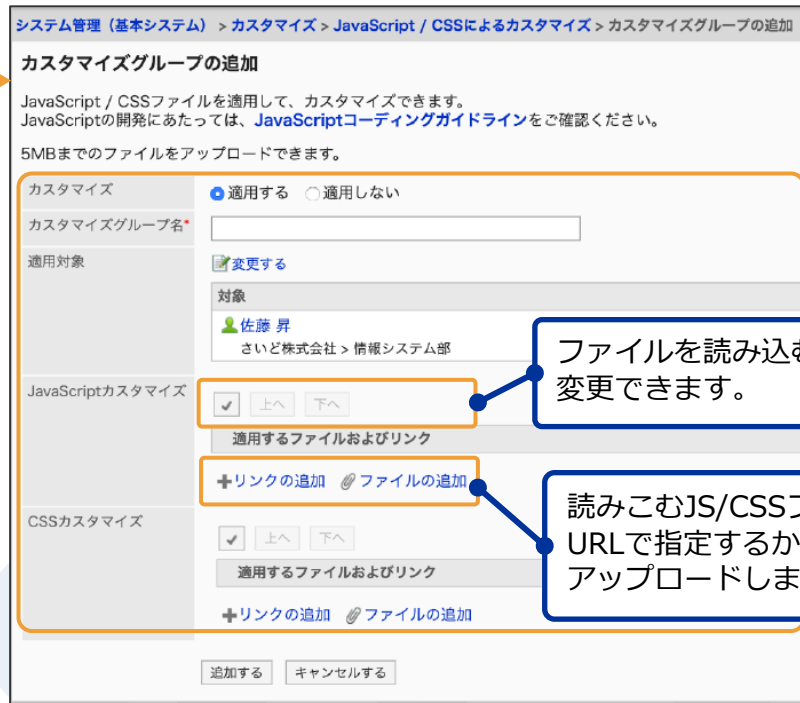 システム管理（基本システム） > カスタマイズ > JavaScript / CSSによるカスタマイズ > カスタマイズグループの追加
カスタマイズグループの追加
JavaScript / CSSファイルを適用して、カスタマイズできます。
JavaScriptの開発にあたっては、JavaScriptコーディングガイドラインをご確認ください。
5MBまでのファイルをアップロードできます。
カスタマイズ 適用する 適用しない
カスタマイズグループ名*
適用対象 変更する
対象
佐藤 昇
さいど株式会社 > 情報システム部
ファイルを読み込む
変更できます。
JavaScriptカスタマイズ
上へ 下へ
適用するファイルおよびリンク
リンクの追加 ファイルの追加
読みこむJS/CSSフ
URLで指定するか
アップロードしま
CSSカスタマイズ
上へ 下へ
適用するファイルおよびリンク
リンクの追加 ファイルの追加
追加する キャンセルする